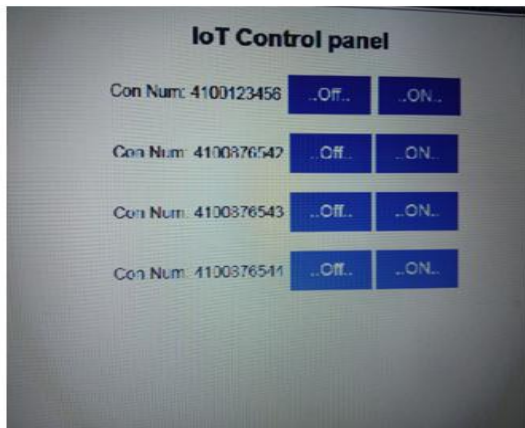 IoT Control panel
Con Num: 4100123456 ..Off.. ..ON..
Con Num: 4100876542 ..Off.. ..ON..
Con Num: 4100876543 ..Off.. ..ON..
Con Num: 4100876544 ..Off.. ..ON..